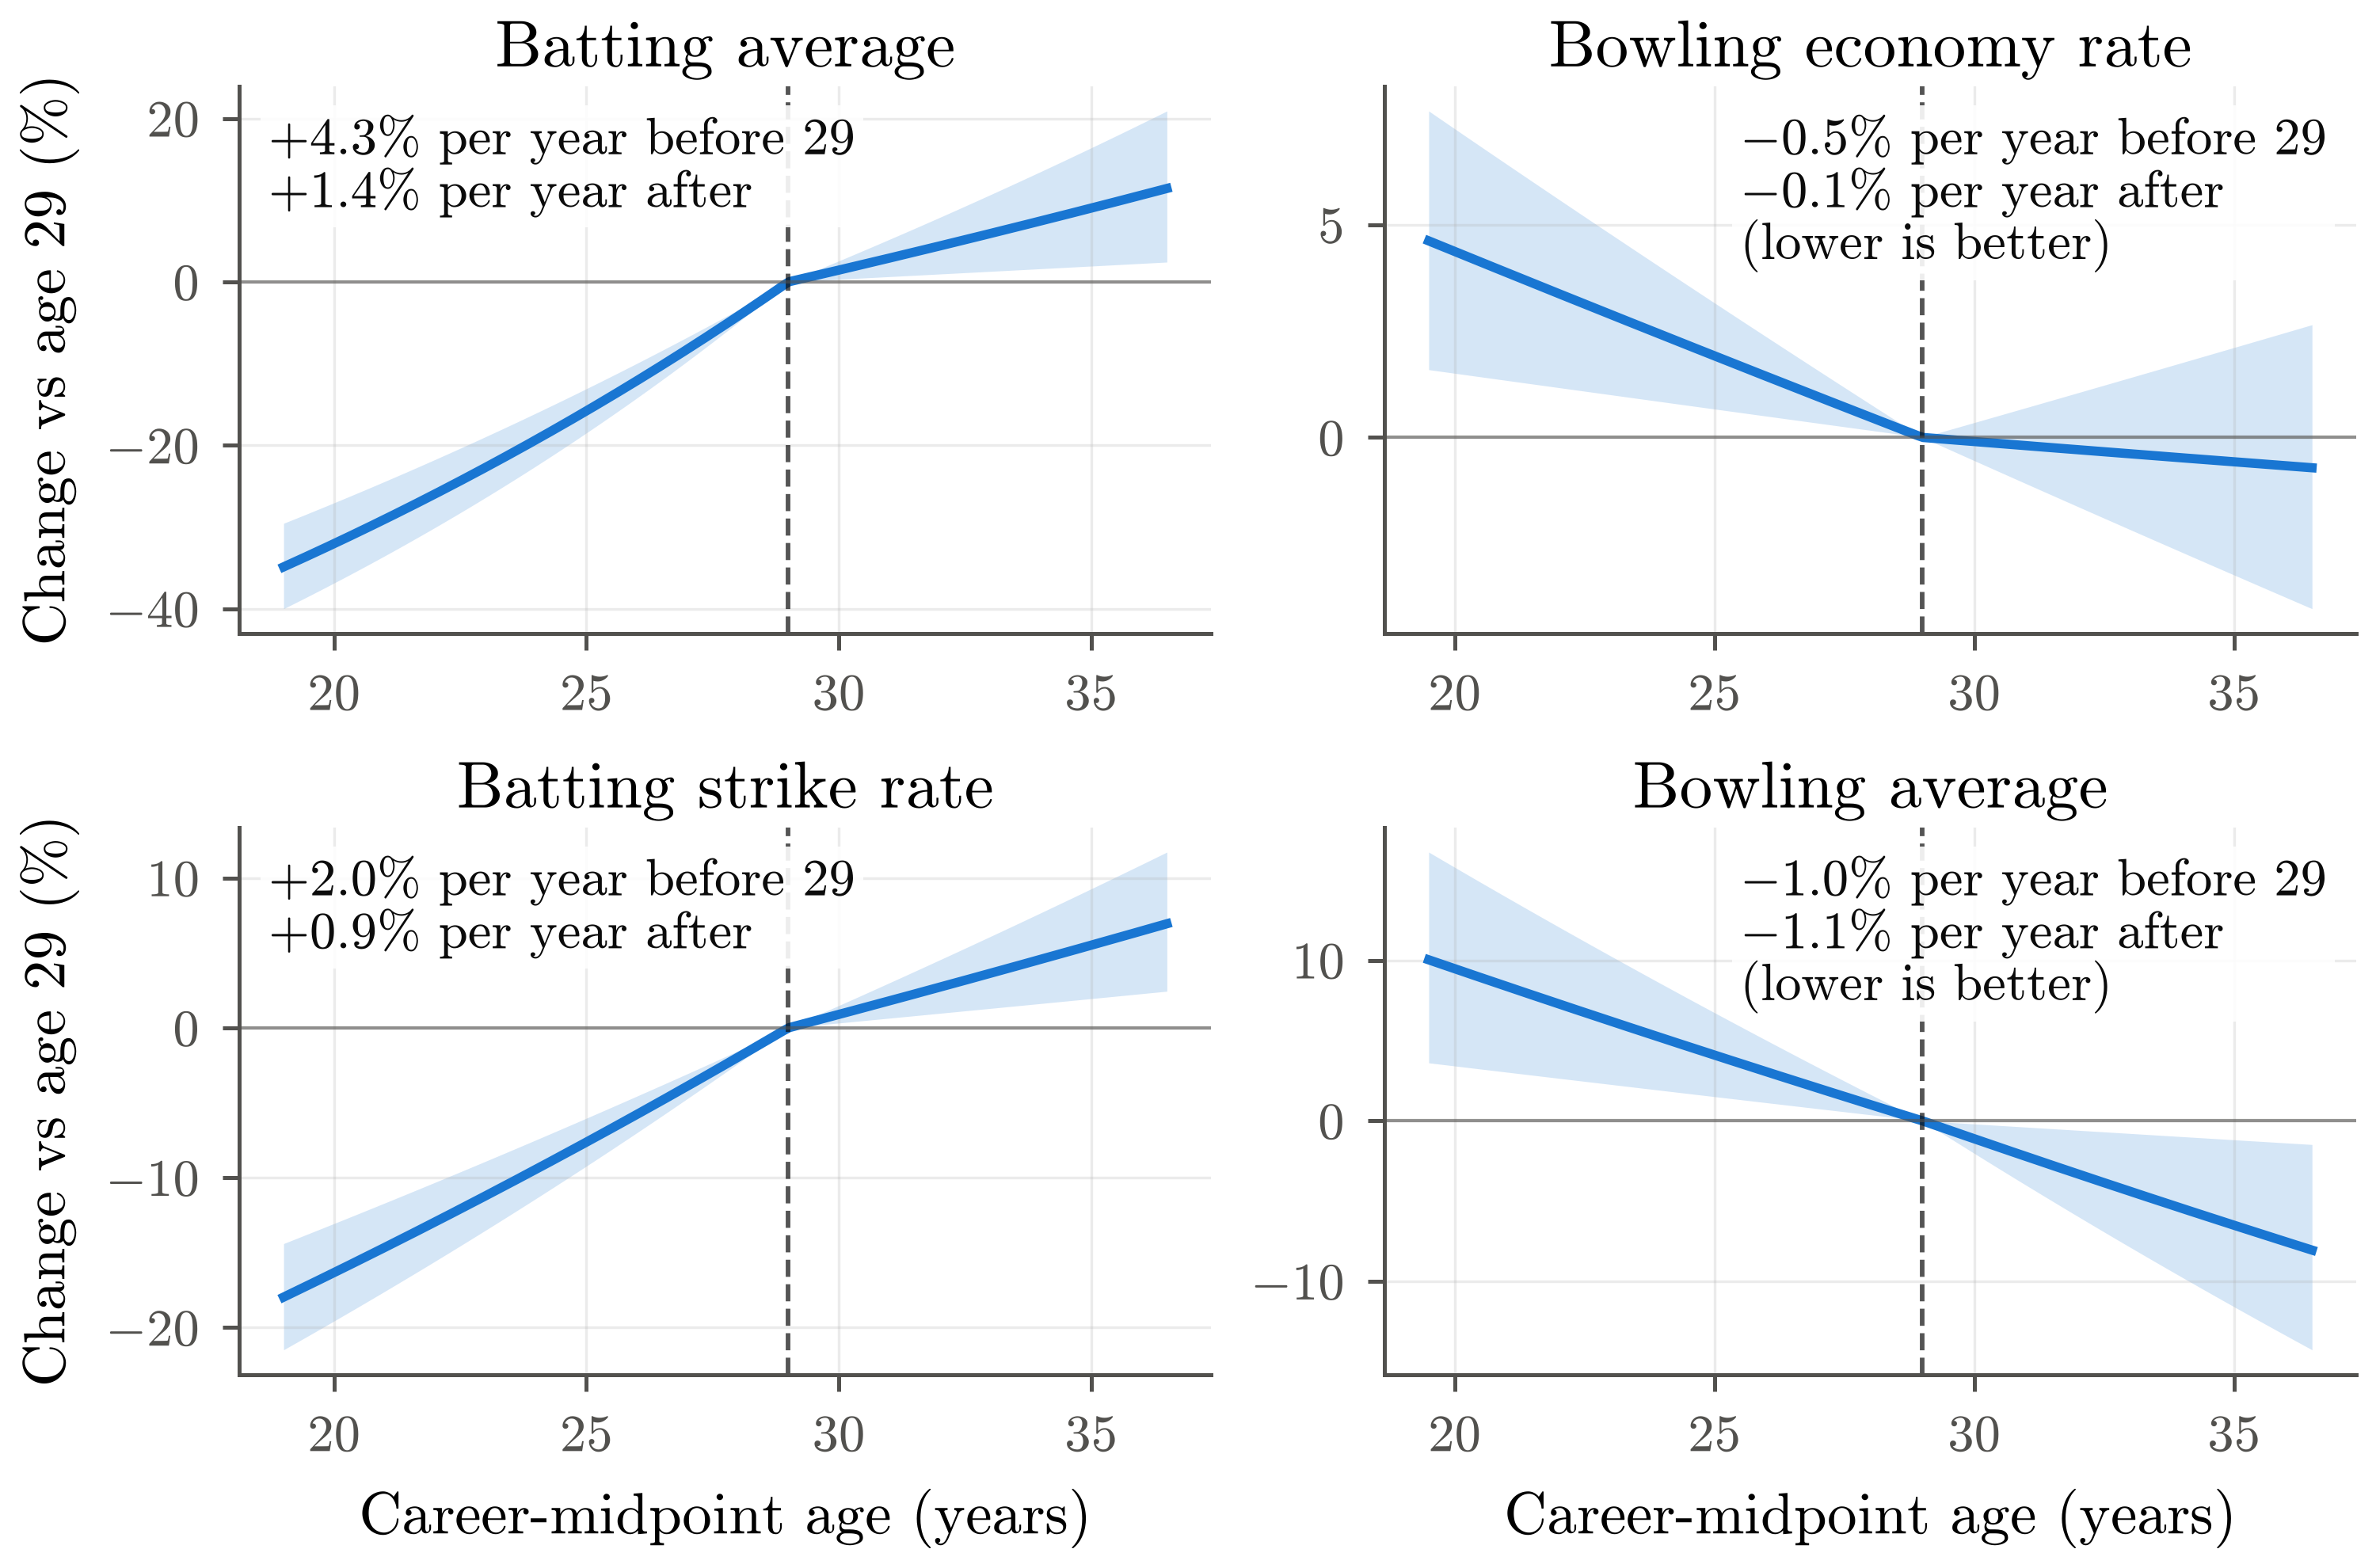 Batting average
Change vs age 29 (%)
20
0
−20
−40
+4.3% per year before 29
+1.4% per year after
20
25
30
35
Bowling economy rate
5
0
−0.5% per year before 29
−0.1% per year after
(lower is better)
20
25
30
35
Batting strike rate
Change vs age 29 (%)
10
0
−10
−20
+2.0% per year before 29
+0.9% per year after
20
25
30
35
Career-midpoint age (years)
Bowling average
10
0
−10
−1.0% per year before 29
−1.1% per year after
(lower is better)
20
25
30
35
Career-midpoint age (years)